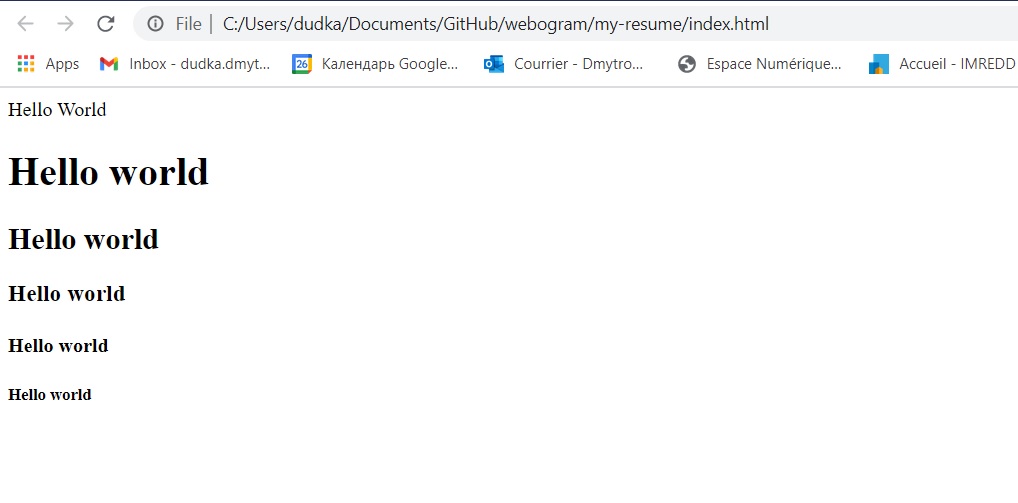 File | C:/Users/dudka/Documents/GitHub/webogram/my-resume/index.html
Apps Inbox - dudka.dmyt... 26 Календарь Google... Courrier - Dmytro... Espace Numérique... Accueil - IMREDD
Hello World
Hello world
Hello world
Hello world
Hello world
Hello world